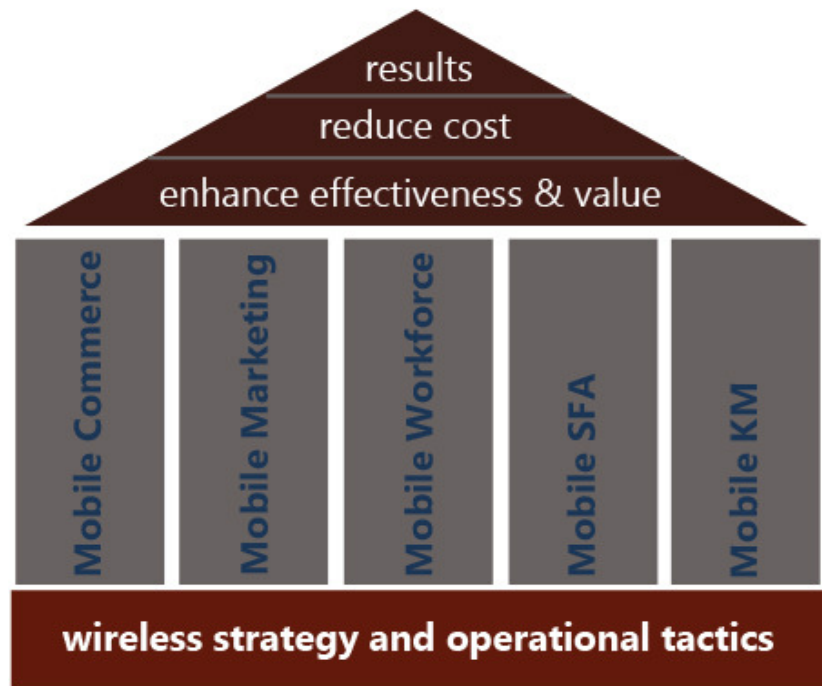 results
reduce cost
enhance effectiveness & value
Mobile Commerce
Mobile Marketing
Mobile Workforce
Mobile SFA
Mobile KM
wireless strategy and operational tactics